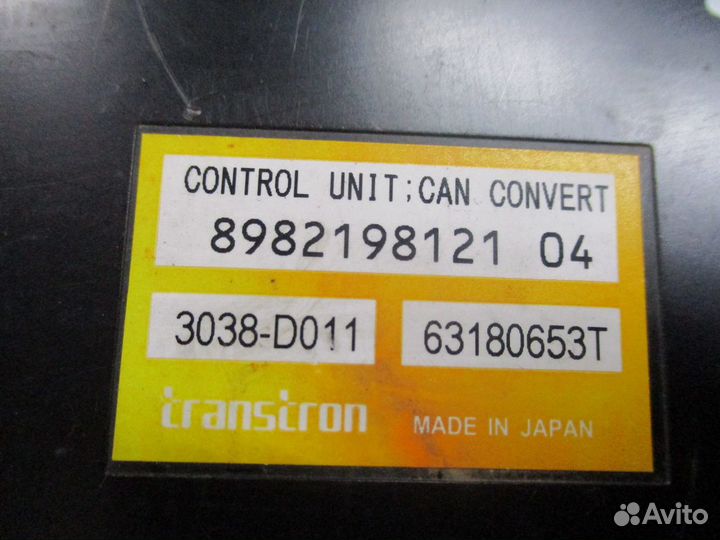 CONTROL UNIT;CAN CONVERT
8982198121 04
3038-D011 63180653T
transtron MADE IN JAPAN
Avito